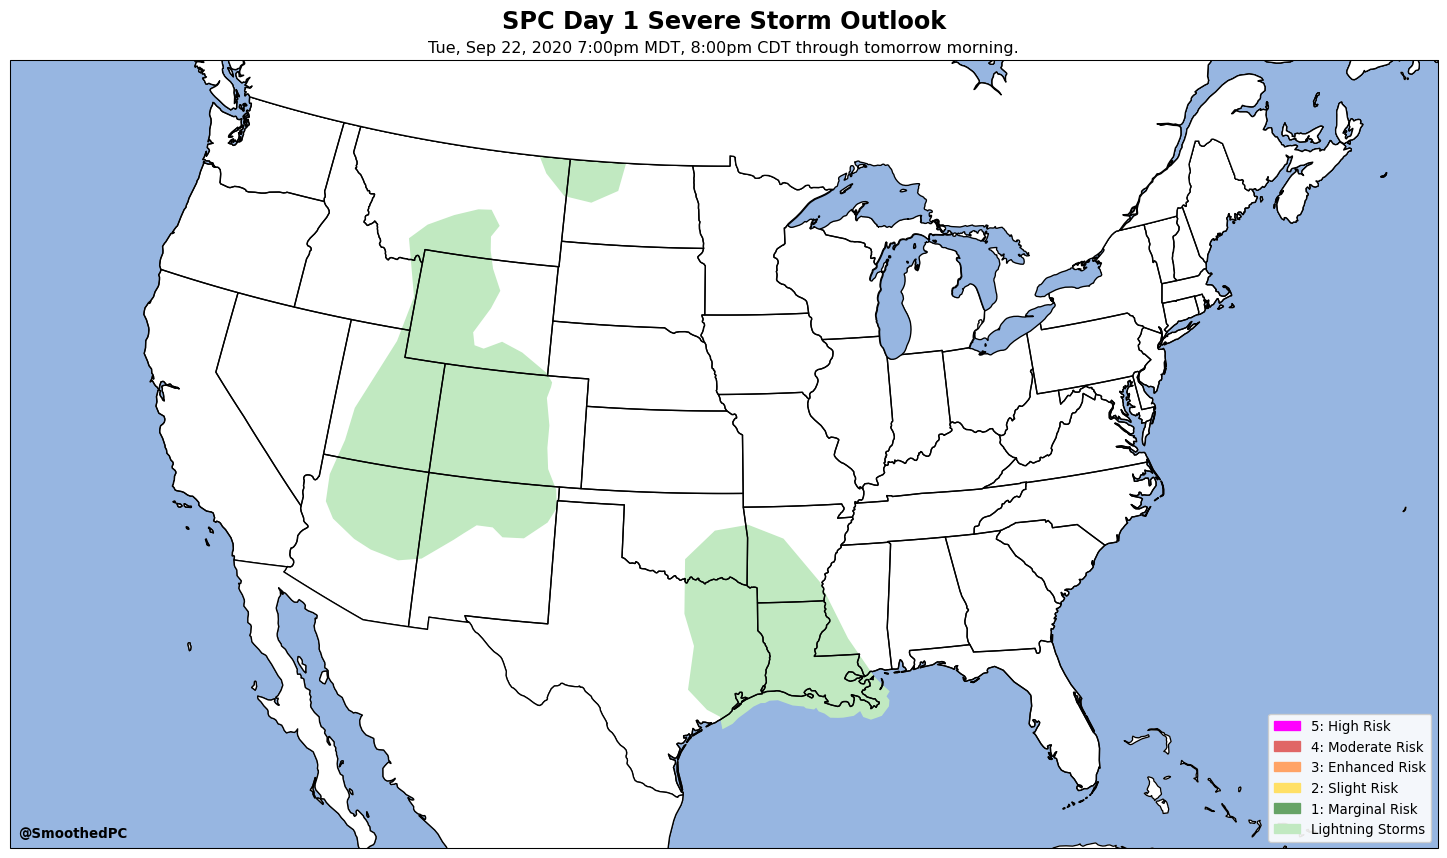 SPC Day 1 Severe Storm Outlook
Tue, Sep 22, 2020 7:00pm MDT, 8:00pm CDT through tomorrow morning.
5: High Risk
4: Moderate Risk
3: Enhanced Risk
2: Slight Risk
1: Marginal Risk
Lightning Storms
@SmoothedPC